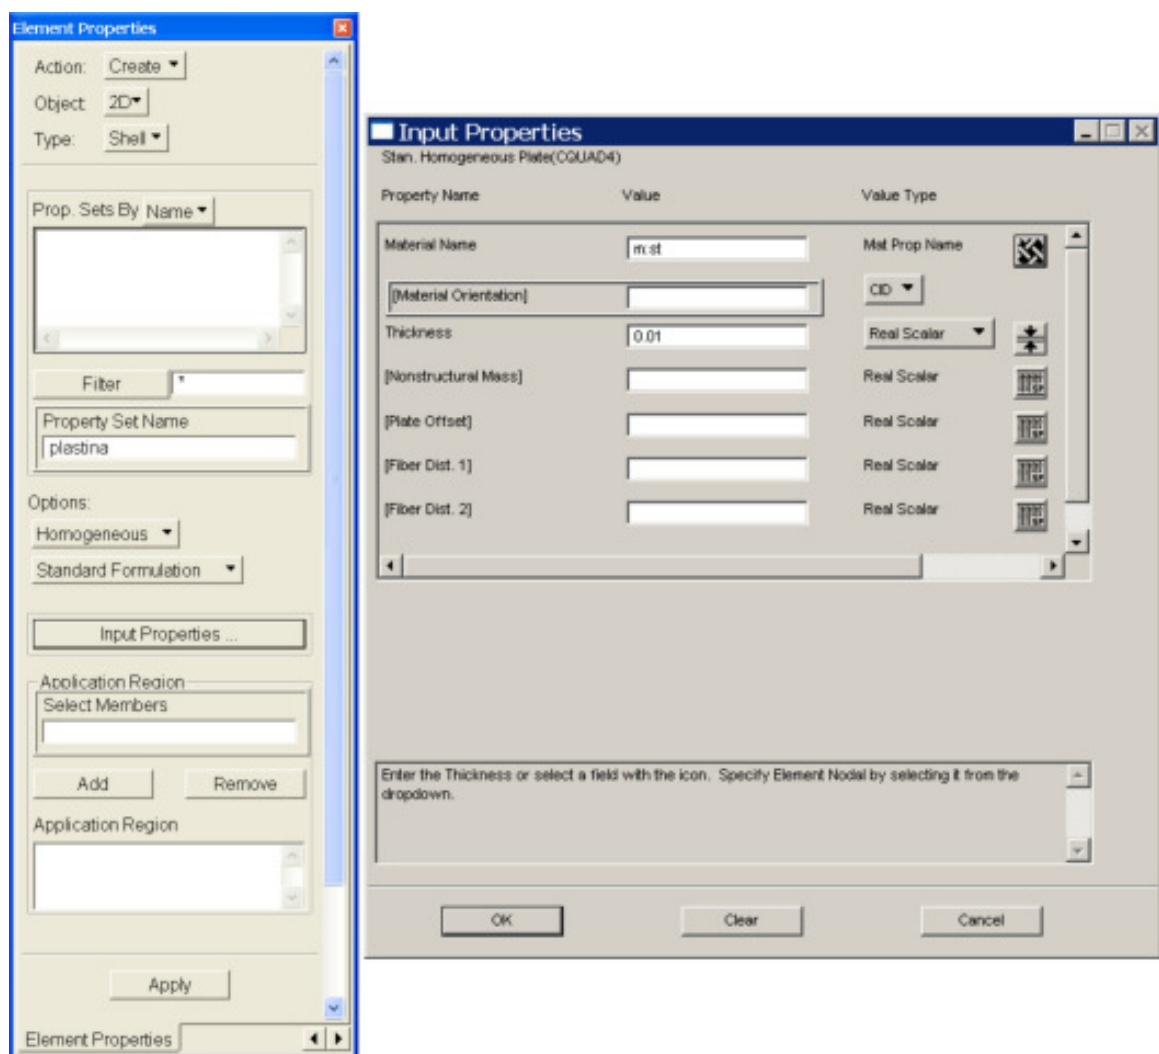 Element Properties
Action: Create
Object: 2D
Type: Shell
Prop. Sets By Name
Filter *
Property Set Name
plastina
Options:
Homogeneous
Standard Formulation
Input Properties ...
Application Region
Select Members
Add Remove
Application Region
Apply
Element Properties
Input Properties
Stan. Homogeneous Plate(CQUAD4)
Property Name Value Value Type
Material Name m:st Mat Prop Name
[Material Orientation] CID
Thickness 0.01 Real Scalar
[Nonstructural Mass] Real Scalar
[Plate Offset] Real Scalar
[Fiber Dist. 1] Real Scalar
[Fiber Dist. 2] Real Scalar
Enter the Thickness or select a field with the icon. Specify Element Nodal by selecting it from the
dropdown.
OK Clear Cancel